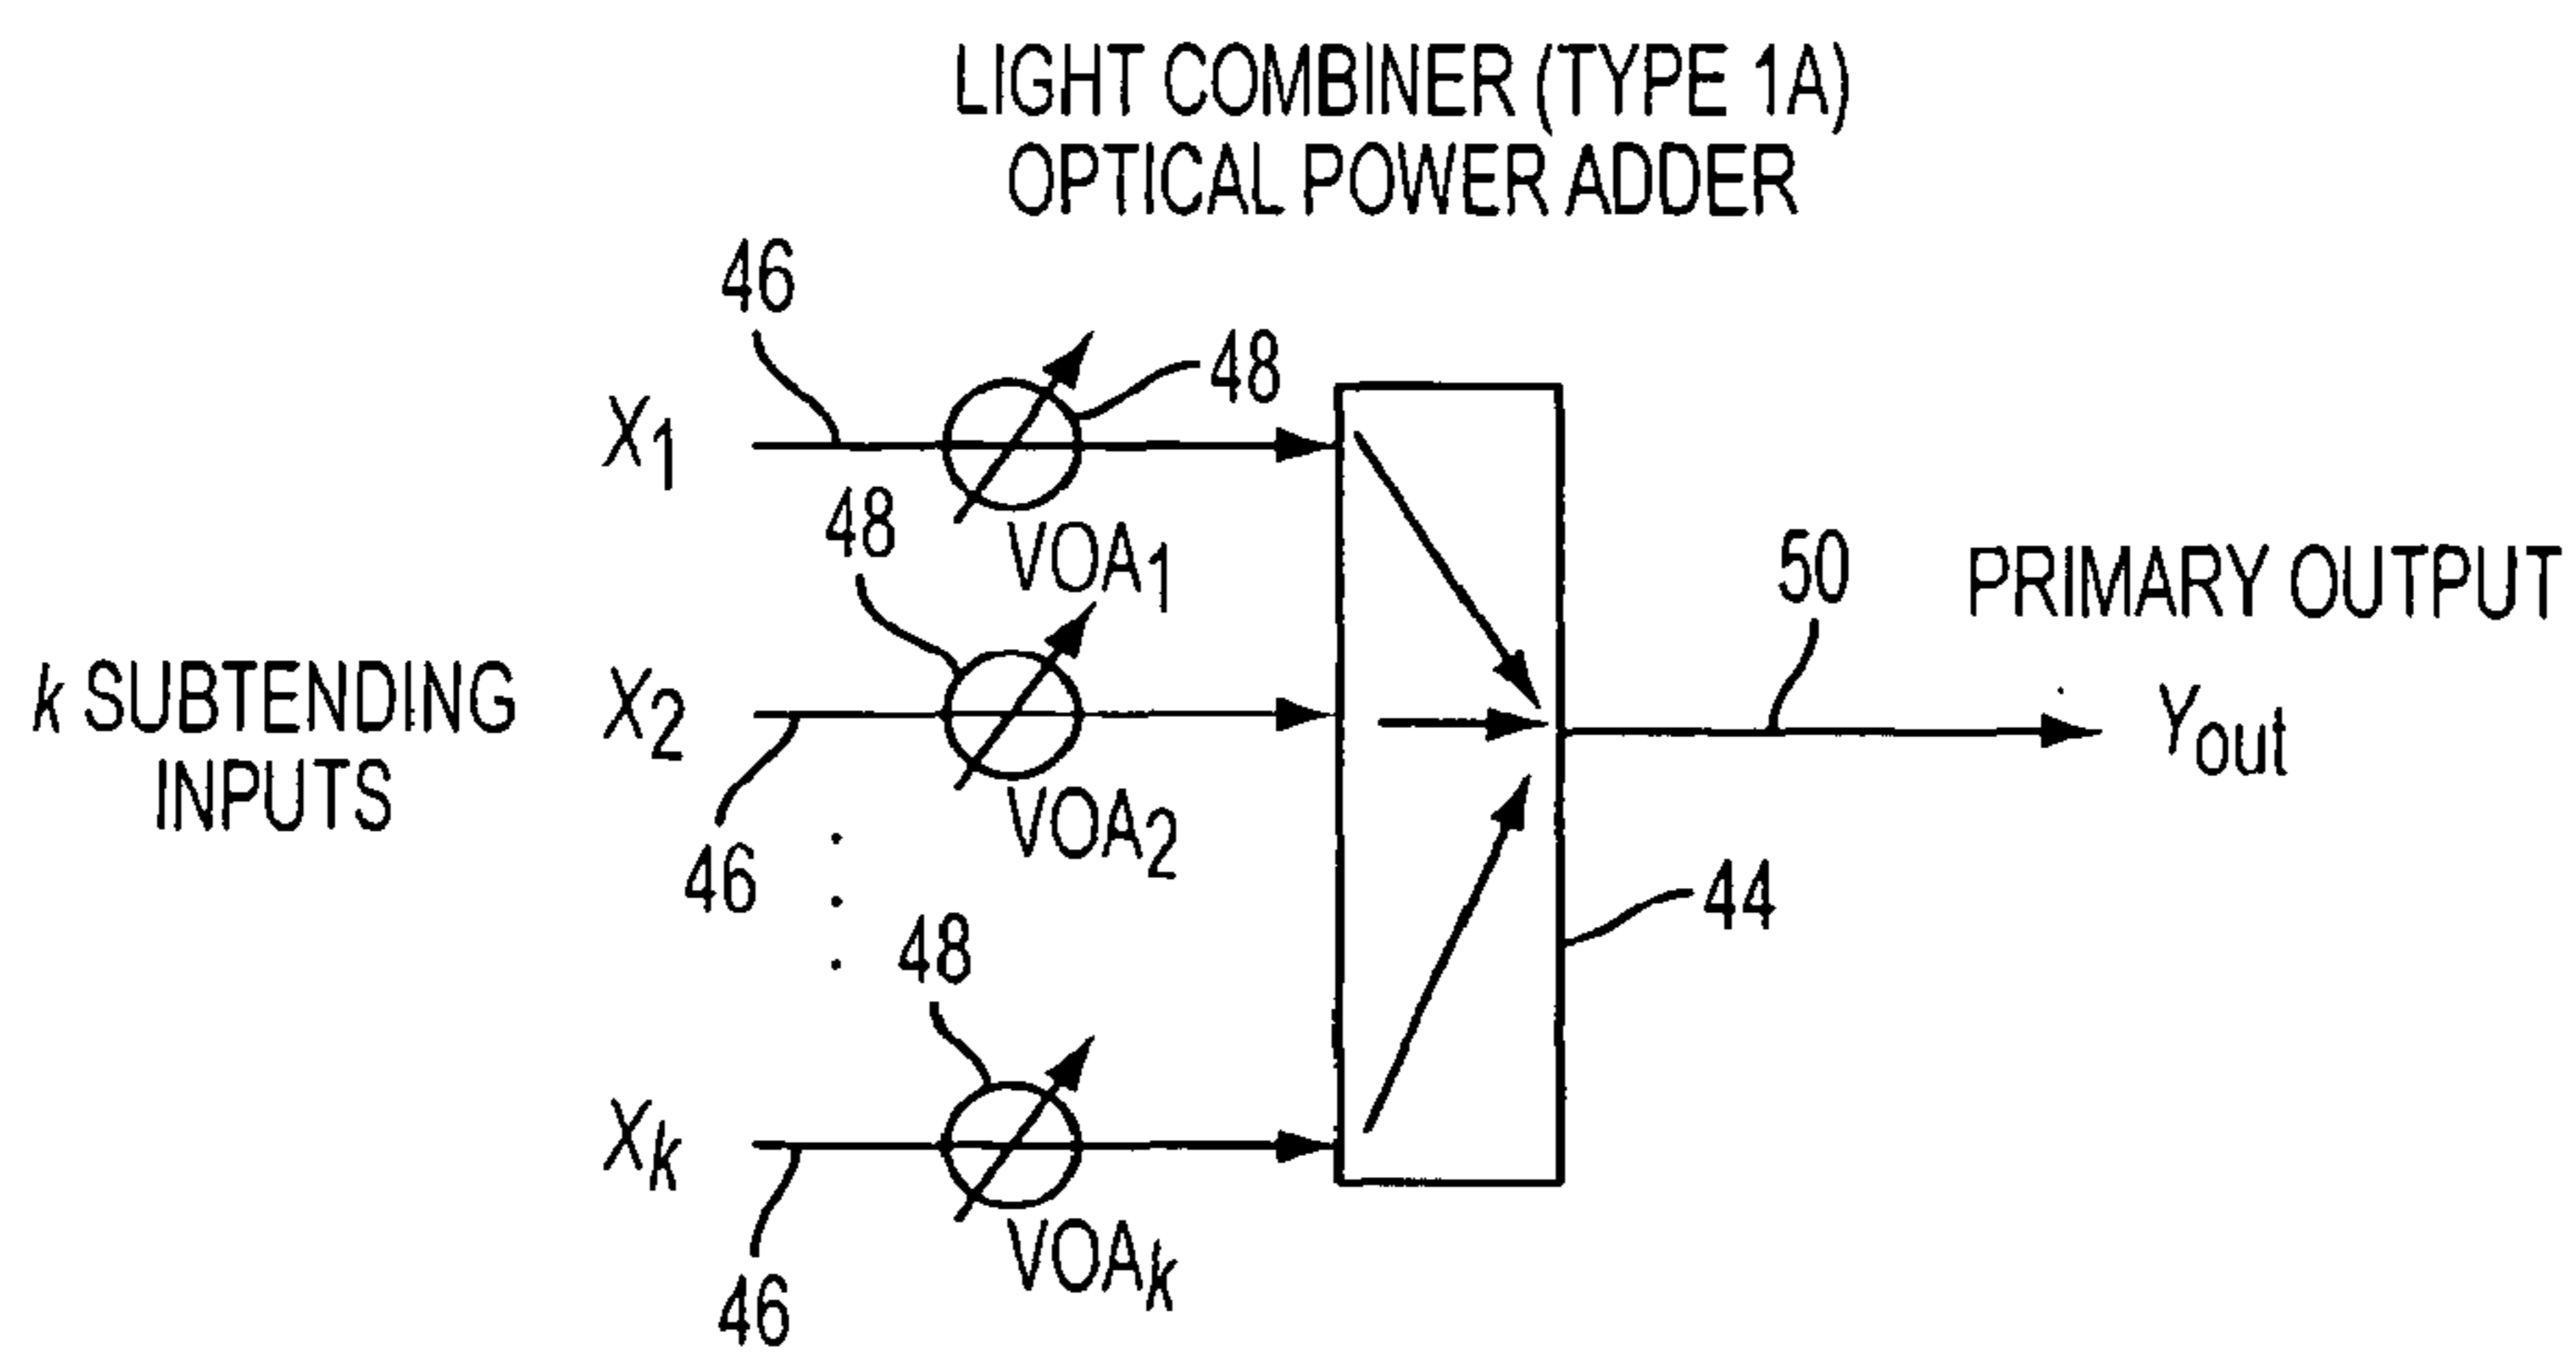 LIGHT COMBINER (TYPE 1A)
OPTICAL POWER ADDER
46
X1
48
VOA1
48
k SUBTENDING
INPUTS
X2
46
VOA2
50
PRIMARY OUTPUT
Yout
44
48
Xk
46
VOAk